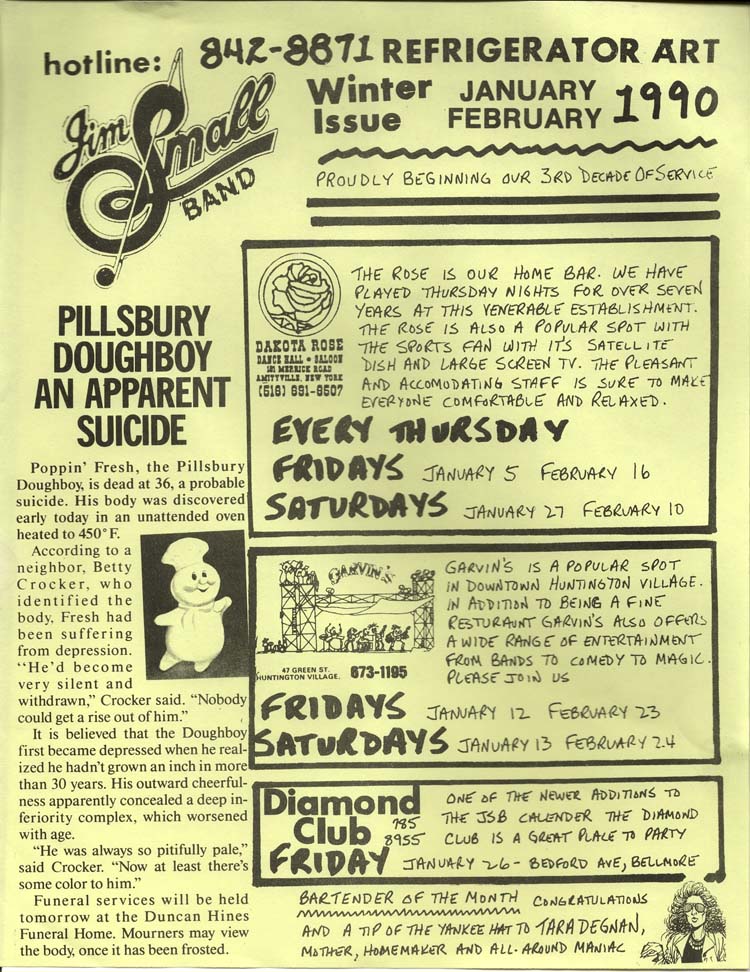 hotline: 842-8871 REFRIGERATOR ART
Jim Small
BAND
Winter Issue JANUARY FEBRUARY 1990
PROUDLY BEGINNING OUR 3RD DECADE OF SERVICE
PILLSBURY
DOUGHBOY
AN APPARENT
SUICIDE
Poppin' Fresh, the Pillsbury
Doughboy, is dead at 36, a probable
suicide. His body was discovered
early today in an unattended oven
heated to 450°F.
According to a
neighbor, Betty
Crocker, who
identified the
body, Fresh had
been suffering
from depression.
"He'd become
very silent and
withdrawn," Crocker said. "Nobody
could get a rise out of him."
It is believed that the Doughboy
first became depressed when he real-
ized he hadn't grown an inch in more
than 30 years. His outward cheerful-
ness apparently concealed a deep in-
feriority complex, which worsened
with age.
"He was always so pitifully pale,"
said Crocker. "Now at least there's
some color to him."
Funeral services will be held
tomorrow at the Duncan Hines
Funeral Home. Mourners may view
the body, once it has been frosted.
DAKOTA ROSE
DANCE HALL • SALOON
181 MERRICK ROAD
AMITYVILLE, NEW YORK
(516) 691-9507
THE ROSE IS OUR HOME BAR. WE HAVE
PLAYED THURSDAY NIGHTS FOR OVER SEVEN
YEARS AT THIS VENERABLE ESTABLISHMENT.
THE ROSE IS ALSO A POPULAR SPOT WITH
THE SPORTS FAN WITH IT'S SATELLITE
DISH AND LARGE SCREEN TV. THE PLEASANT
AND ACCOMODATING STAFF IS SURE TO MAKE
EVERYONE COMFORTABLE AND RELAXED.
EVERY THURSDAY
FRIDAYS JANUARY 5 FEBRUARY 16
SATURDAYS JANUARY 27 FEBRUARY 10
GARVIN'S
47 GREEN ST.
HUNTINGTON VILLAGE. 673-1195
GARVIN'S IS A POPULAR SPOT
IN DOWNTOWN HUNTINGTON VILLAGE.
IN ADDITION TO BEING A FINE
RESTURAUNT GARVIN'S ALSO OFFERS
A WIDE RANGE OF ENTERTAINMENT
FROM BANDS TO COMEDY TO MAGIC.
PLEASE JOIN US
FRIDAYS JANUARY 12 FEBRUARY 23
SATURDAYS JANUARY 13 FEBRUARY 24
Diamond
Club 785
8955
ONE OF THE NEWER ADDITIONS TO
THE JSB CALENDER THE DIAMOND
CLUB IS A GREAT PLACE TO PARTY
FRIDAY JANUARY 26 - BEDFORD AVE, BELLMORE
BARTENDER OF THE MONTH CONGRATULATIONS
AND A TIP OF THE YANKEE HAT TO TARA DEGNAN,
MOTHER, HOMEMAKER AND ALL-AROUND MANIAC